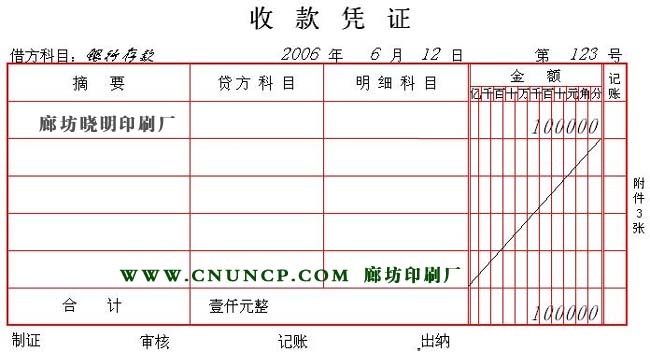 收款凭证
借方科目：银行存款 2006 年 6 月 12 日 第 123 号
摘要 贷方科目 明细科目 金额 记账
亿千百十万千百十元角分
廊坊晓明印刷厂 100000
附件3张
WWW.CNUNCP.COM 廊坊印刷厂
合计 壹仟元整 100000
制证 审核 记账 出纳